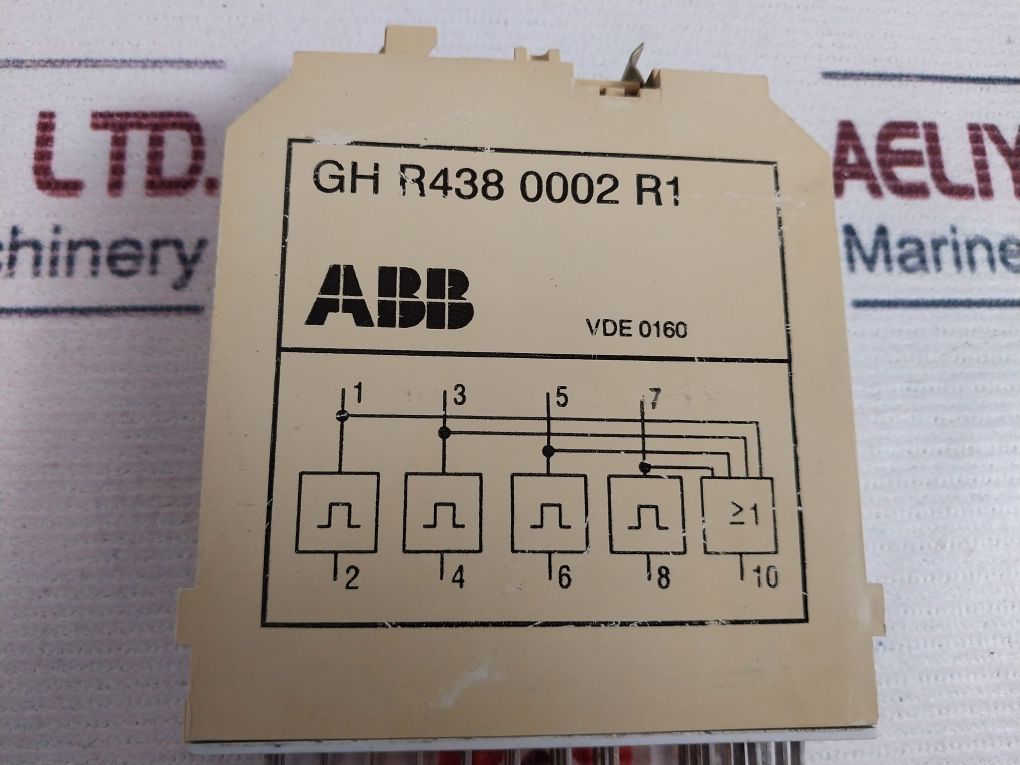 LTD.
AELIY
chinery
Marine
GH R438 0002 R1
ABB
VDE 0160
1 3 5 7
≥1
2 4 6 8 10